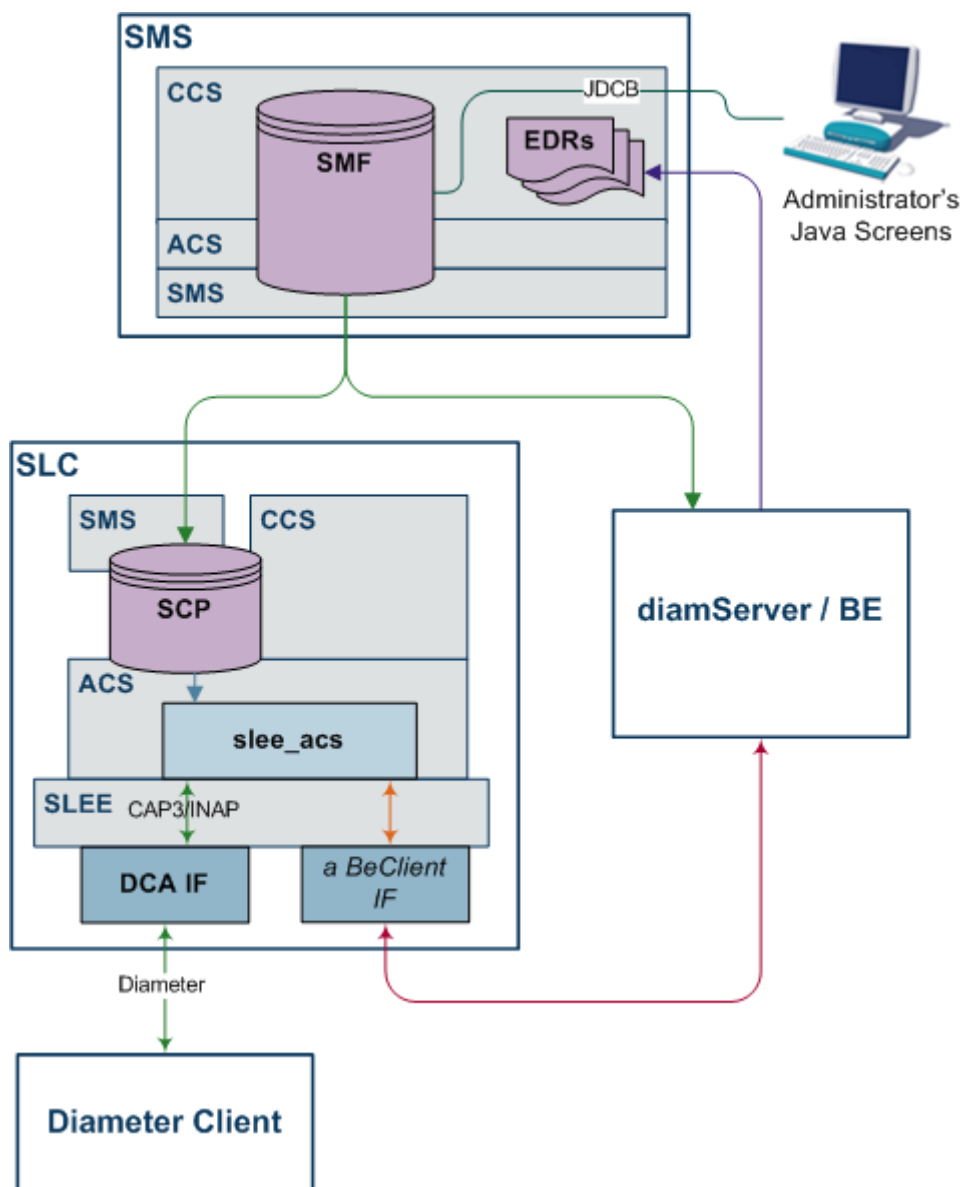 SMS
CCS
JDCB
EDRs
SMF
Administrator's
Java Screens
ACS
SMS
SLC
SMS
CCS
SCP
diamServer / BE
ACS
slee_acs
SLEE
CAP3/INAP
DCA IF
a BeClient
IF
Diameter
Diameter Client